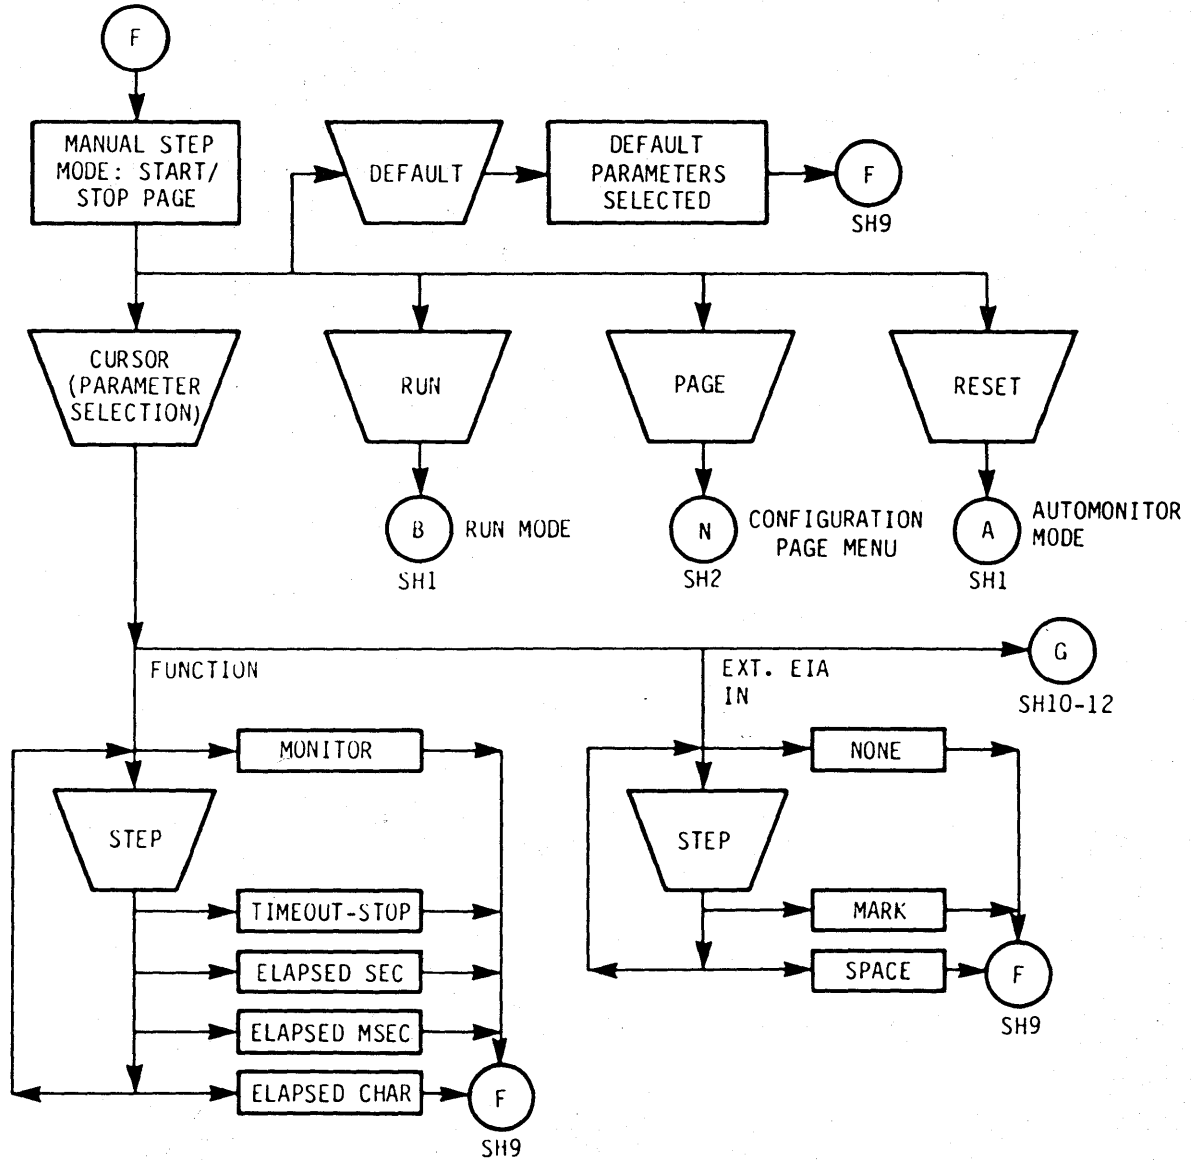 F
MANUAL STEP
MODE: START/
STOP PAGE
DEFAULT
DEFAULT
PARAMETERS
SELECTED
F
SH9
CURSOR
(PARAMETER
SELECTION)
RUN
PAGE
RESET
B
RUN MODE
SH1
N
CONFIGURATION
PAGE MENU
SH2
A
AUTOMONITOR
MODE
SH1
FUNCTION
EXT. EIA
IN
G
SH10-12
MONITOR
NONE
STEP
STEP
TIMEOUT-STOP
MARK
ELAPSED SEC
SPACE
F
SH9
ELAPSED MSEC
ELAPSED CHAR
F
SH9